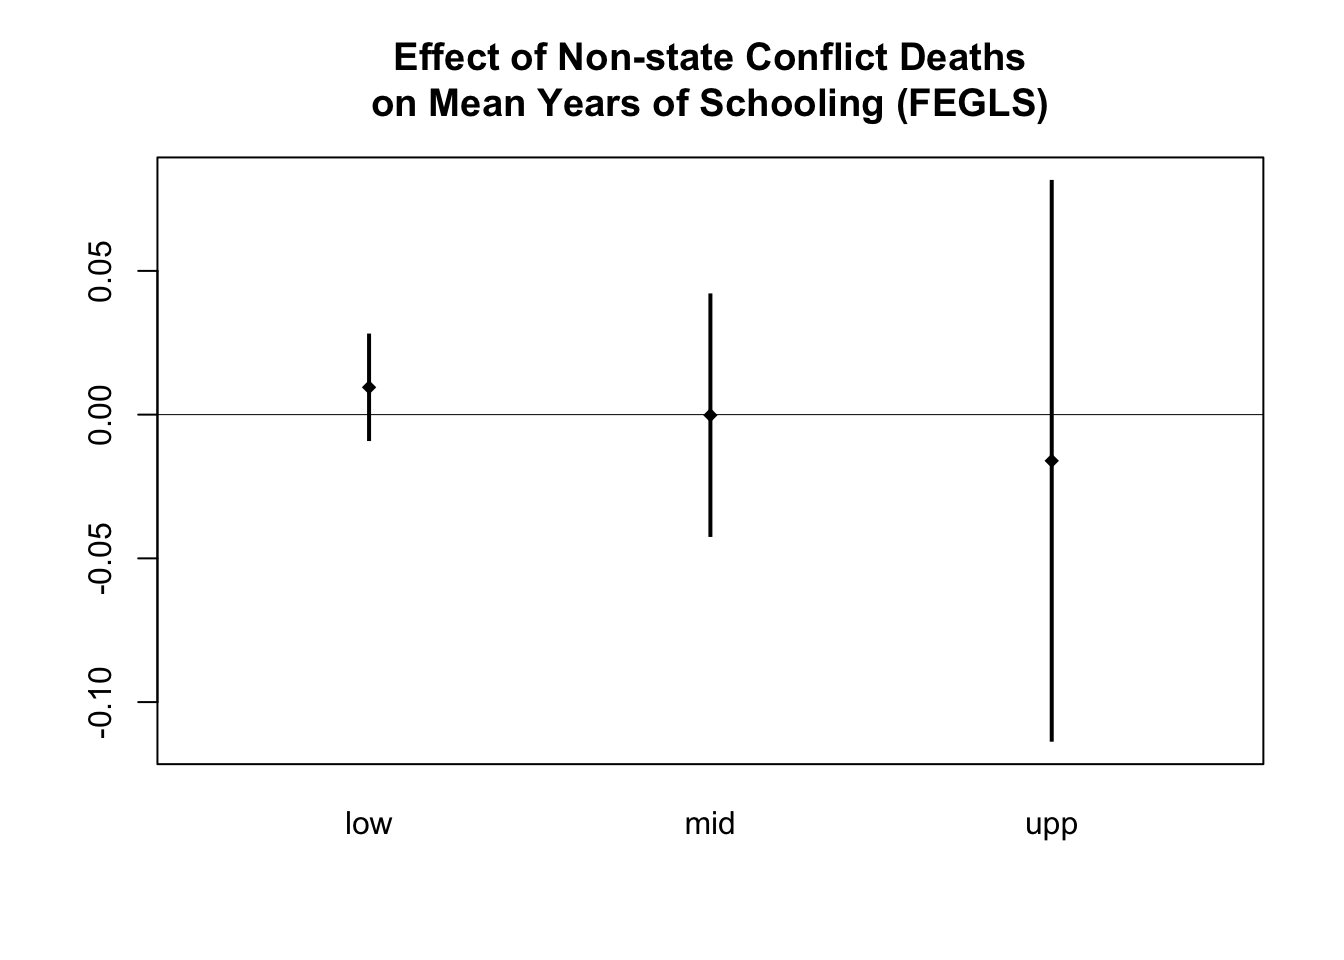 Effect of Non-state Conflict Deaths
on Mean Years of Schooling (FEGLS)
0.05
0.00
-0.05
-0.10
low mid upp